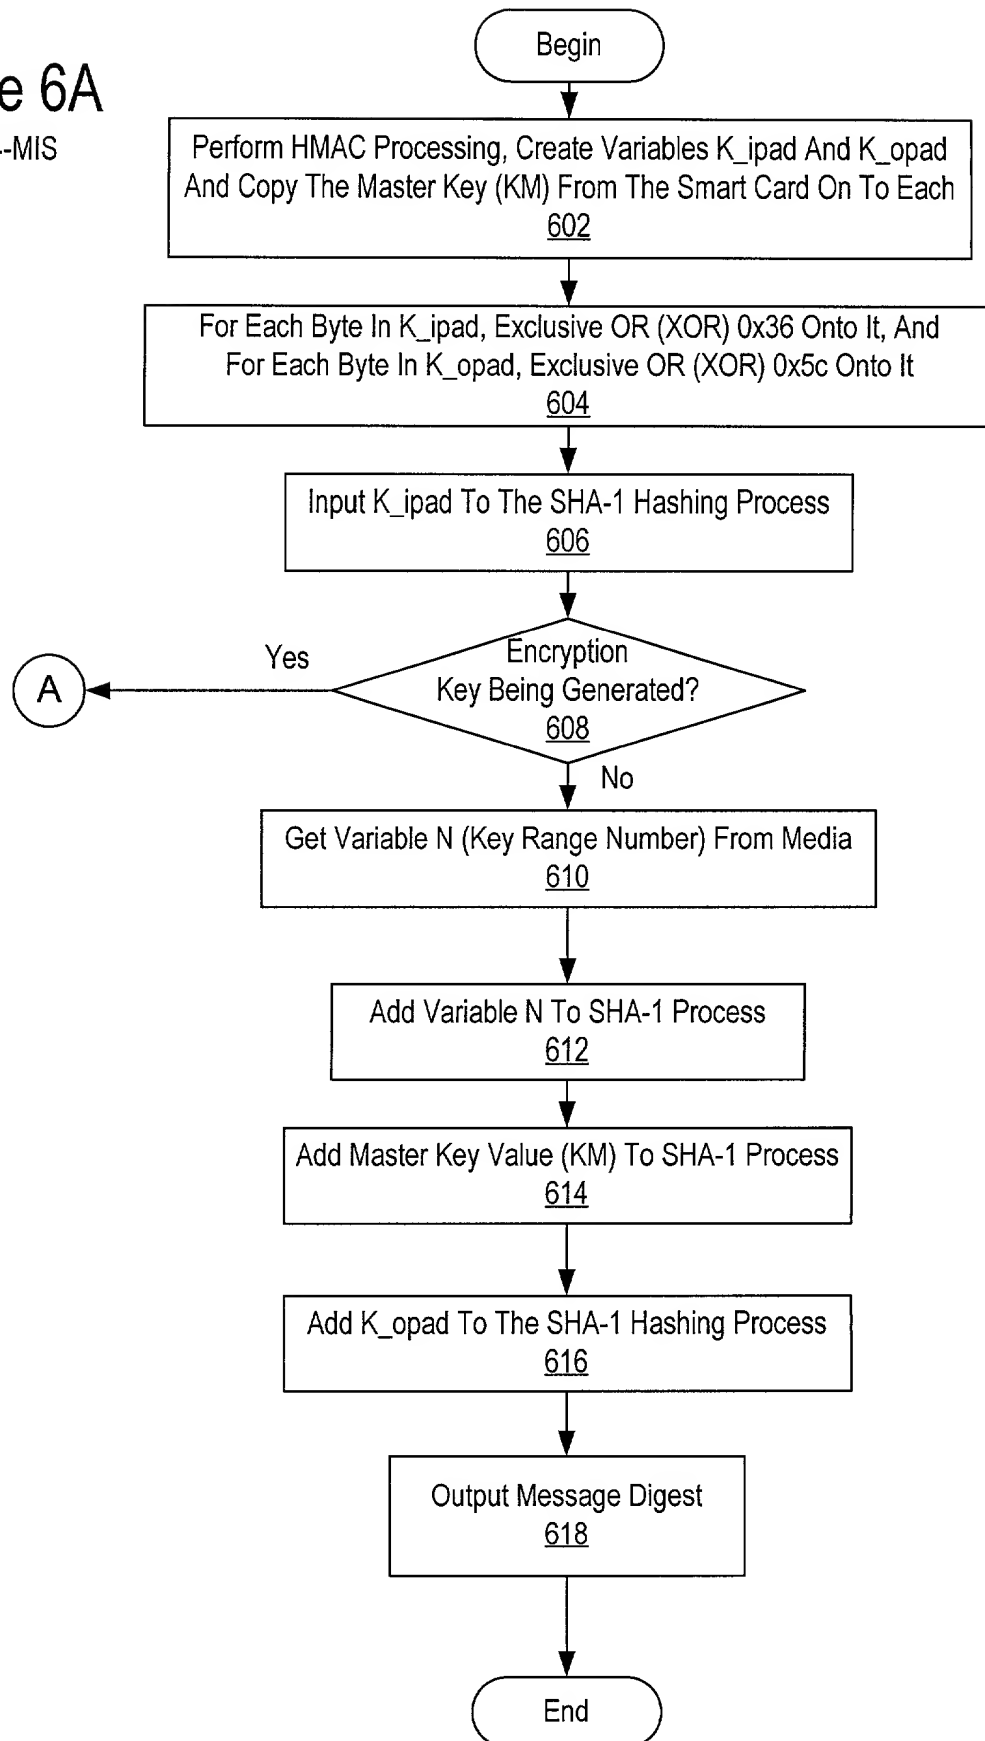 Begin
e 6A
-MIS
Perform HMAC Processing, Create Variables K_ipad And K_opad
And Copy The Master Key (KM) From The Smart Card On To Each
602
For Each Byte In K_ipad, Exclusive OR (XOR) 0x36 Onto It, And
For Each Byte In K_opad, Exclusive OR (XOR) 0x5c Onto It
604
Input K_ipad To The SHA-1 Hashing Process
606
Yes
Encryption
Key Being Generated?
608
A
No
Get Variable N (Key Range Number) From Media
610
Add Variable N To SHA-1 Process
612
Add Master Key Value (KM) To SHA-1 Process
614
Add K_opad To The SHA-1 Hashing Process
616
Output Message Digest
618
End